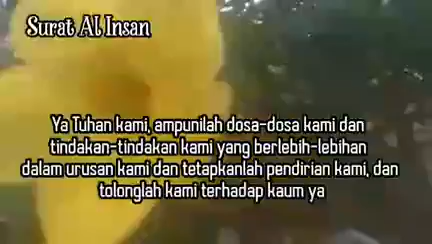 Surat Al Insan
Ya Tuhan kami, ampunilah dosa-dosa kami dan
tindakan-tindakan kami yang berlebih-lebihan
dalam urusan kami dan tetapkanlah pendirian kami, dan
tolonglah kami terhadap kaum ya